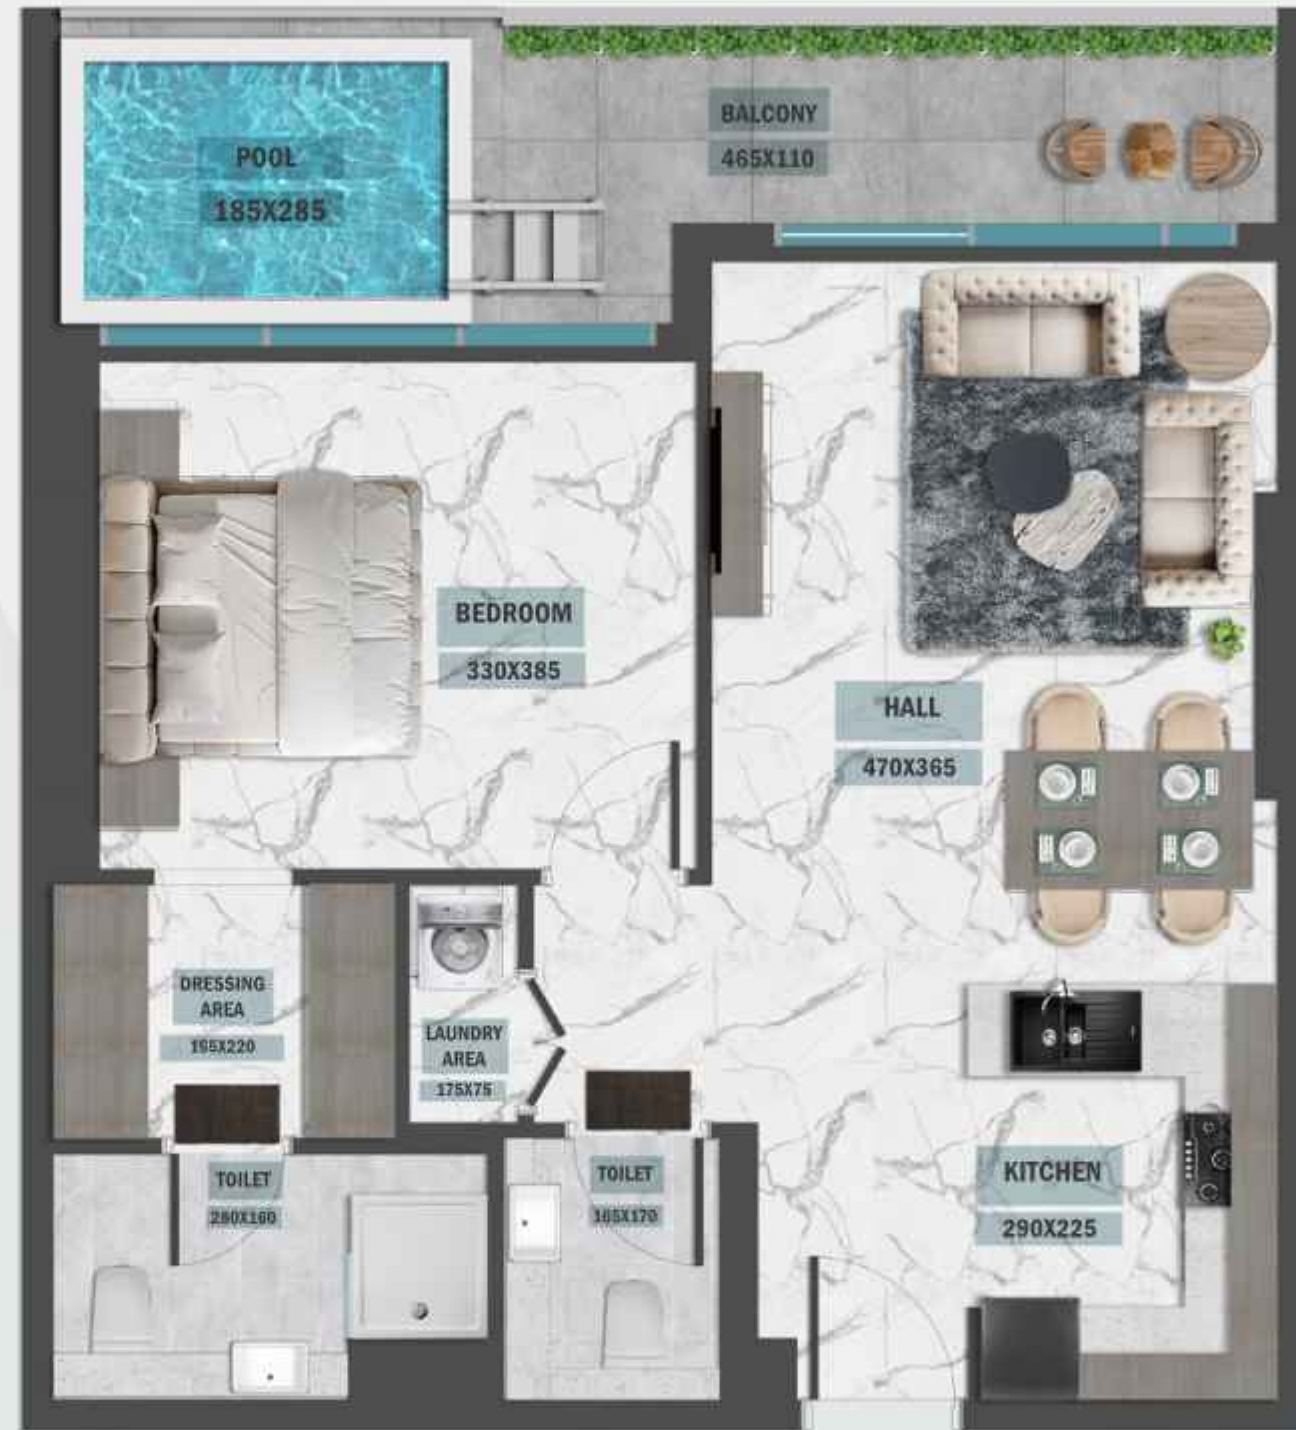 POOL
185X285
BALCONY
465X110
BEDROOM
330X385
HALL
470X365
DRESSING
AREA
195X220
LAUNDRY
AREA
175X75
TOILET
280X160
TOILET
165X170
KITCHEN
290X225